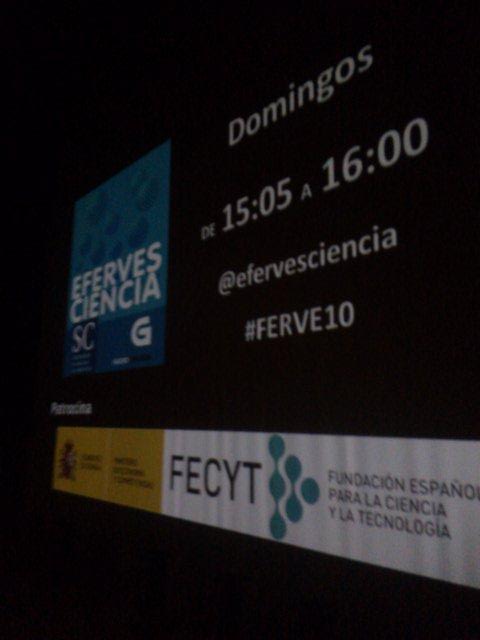 Domingos
DE 15:05 A 16:00
@efervesciencia
#FERVE10
EFERVES
CIENCIA
SC
G
Patrocina
FECYT
FUNDACIÓN ESPAÑOL
PARA LA CIENCIA
Y LA TECNOLOGÍA